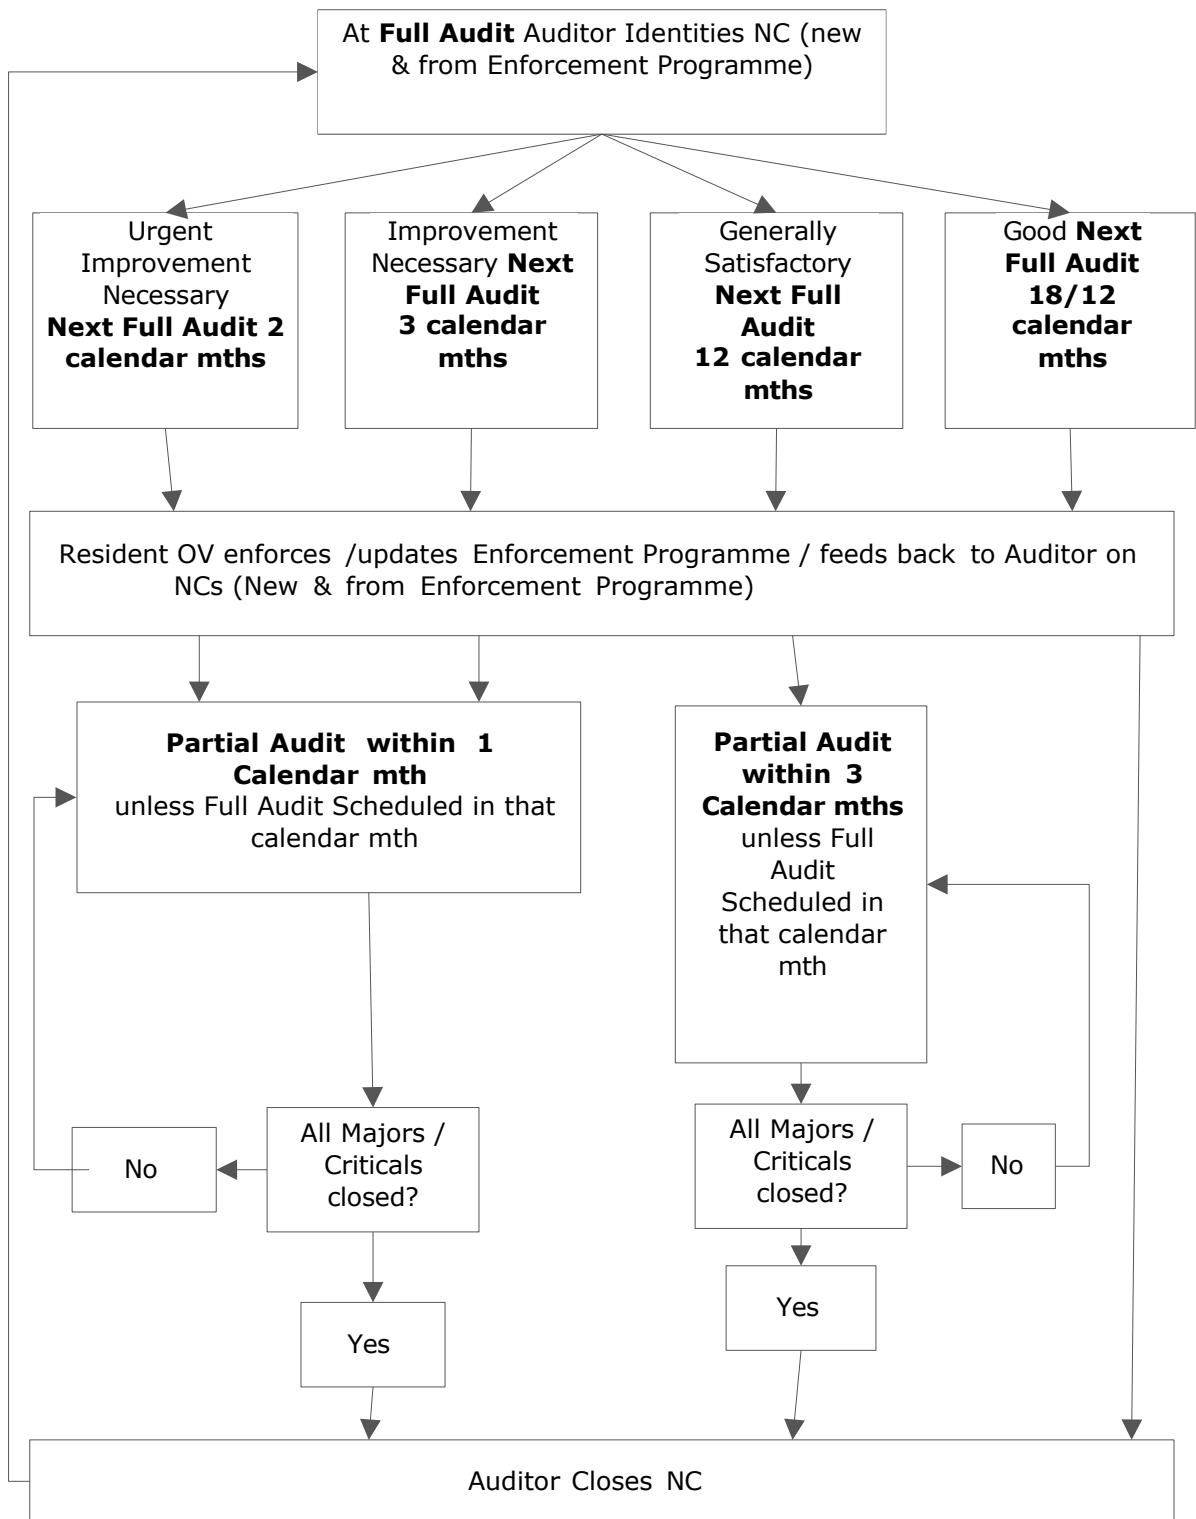 At Full Audit Auditor Identities NC (new
& from Enforcement Programme)
Urgent
Improvement
Necessary
Next Full Audit 2
calendar mths
Improvement
Necessary Next
Full Audit
3 calendar
mths
Generally
Satisfactory
Next Full
Audit
12 calendar
mths
Good Next
Full Audit
18/12
calendar
mths
Resident OV enforces /updates Enforcement Programme / feeds back to Auditor on
NCs (New & from Enforcement Programme)
Partial Audit within 1
Calendar mth
unless Full Audit Scheduled in that
calendar mth
Partial Audit
within 3
Calendar mths
unless Full
Audit
Scheduled in
that calendar
mth
No
All Majors /
Criticals
closed?
All Majors /
Criticals
closed?
No
Yes
Yes
Auditor Closes NC